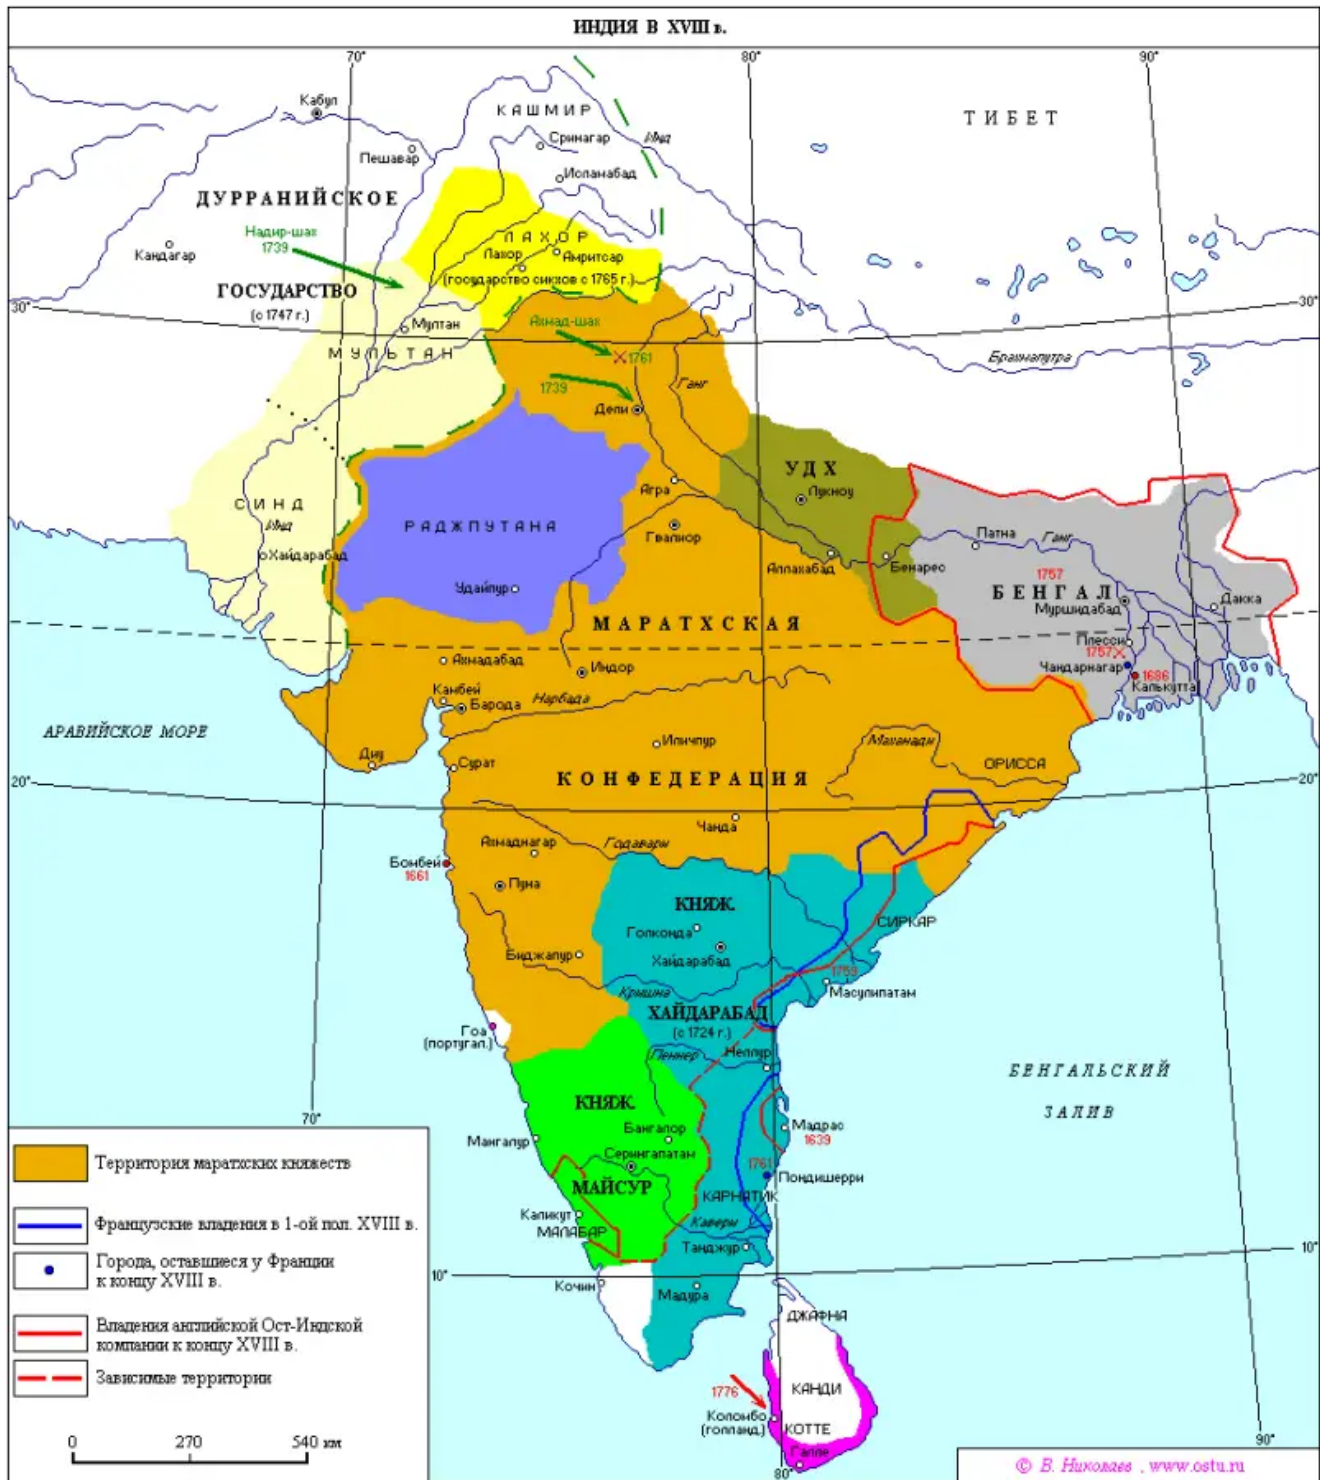 ИНДИЯ В XVIII в.
70°
80°
90°
Кабул
КАШМИР
Инд
ТИБЕТ
Сринагар
Пешавар
Исламабад
ДУРРАНИЙСКОЕ
Надир-шах
1739
ЛАХОР
Кандагар
Лахор
Амритсар
(государство сикхов с 1765 г.)
ГОСУДАРСТВО
(с 1747 г.)
30°
30°
Мултан
Ахмад-шах
МУЛЬТАН
1761
Брахмапутра
1739
Ганг
Дели
УДХ
Агра
Лукноу
СИНД
Инд
РАДЖПУТАНА
Гвалиор
Патна
Ганг
Хайдарабад
Аллахабад
Бенарес
1757
Удайпур
БЕНГАЛ
Муршидабад
Дакка
МАРАТХСКАЯ
Плесси
1757
Ахмадабад
Индор
Чандарнагар
1686
Калькутта
Камбей
Барода
Нарбада
АРАВИЙСКОЕ МОРЕ
Иличпур
Маханади
Диу
Сурат
ОРИССА
КОНФЕДЕРАЦИЯ
20°
20°
Чанда
Ахмаднагар
Годавари
Бомбей
1661
Пуна
КНЯЖ.
СИРКАР
Голконда
Биджапур
Хайдарабад
1759
Кришна
Масулипатам
ХАЙДАРАБАД
(с 1724 г.)
Гоа
(португал.)
Пеннер
Неллур
БЕНГАЛЬСКИЙ
ЗАЛИВ
КНЯЖ.
70°
Бангалор
Мадрас
1639
Мангалур
Серингапатам
1761
Пондишерри
МАЙСУР
КАРНАТИК
Каликут
МАЛАБАР
Кавери
Танджур
10°
10°
Кочин
Мадура
ДЖАФНА
1776
КАНДИ
Коломбо
(голланд.)
КОТТЕ
Галле
80°
90°
Территория маратхских княжеств
Французские владения в 1-ой пол. XVIII в.
Города, оставшиеся у Франции
к концу XVIII в.
Владения английской Ост-Индской
компании к концу XVIII в.
Зависимые территории
0 270 540 км
© В. Николаев , www.ostu.ru